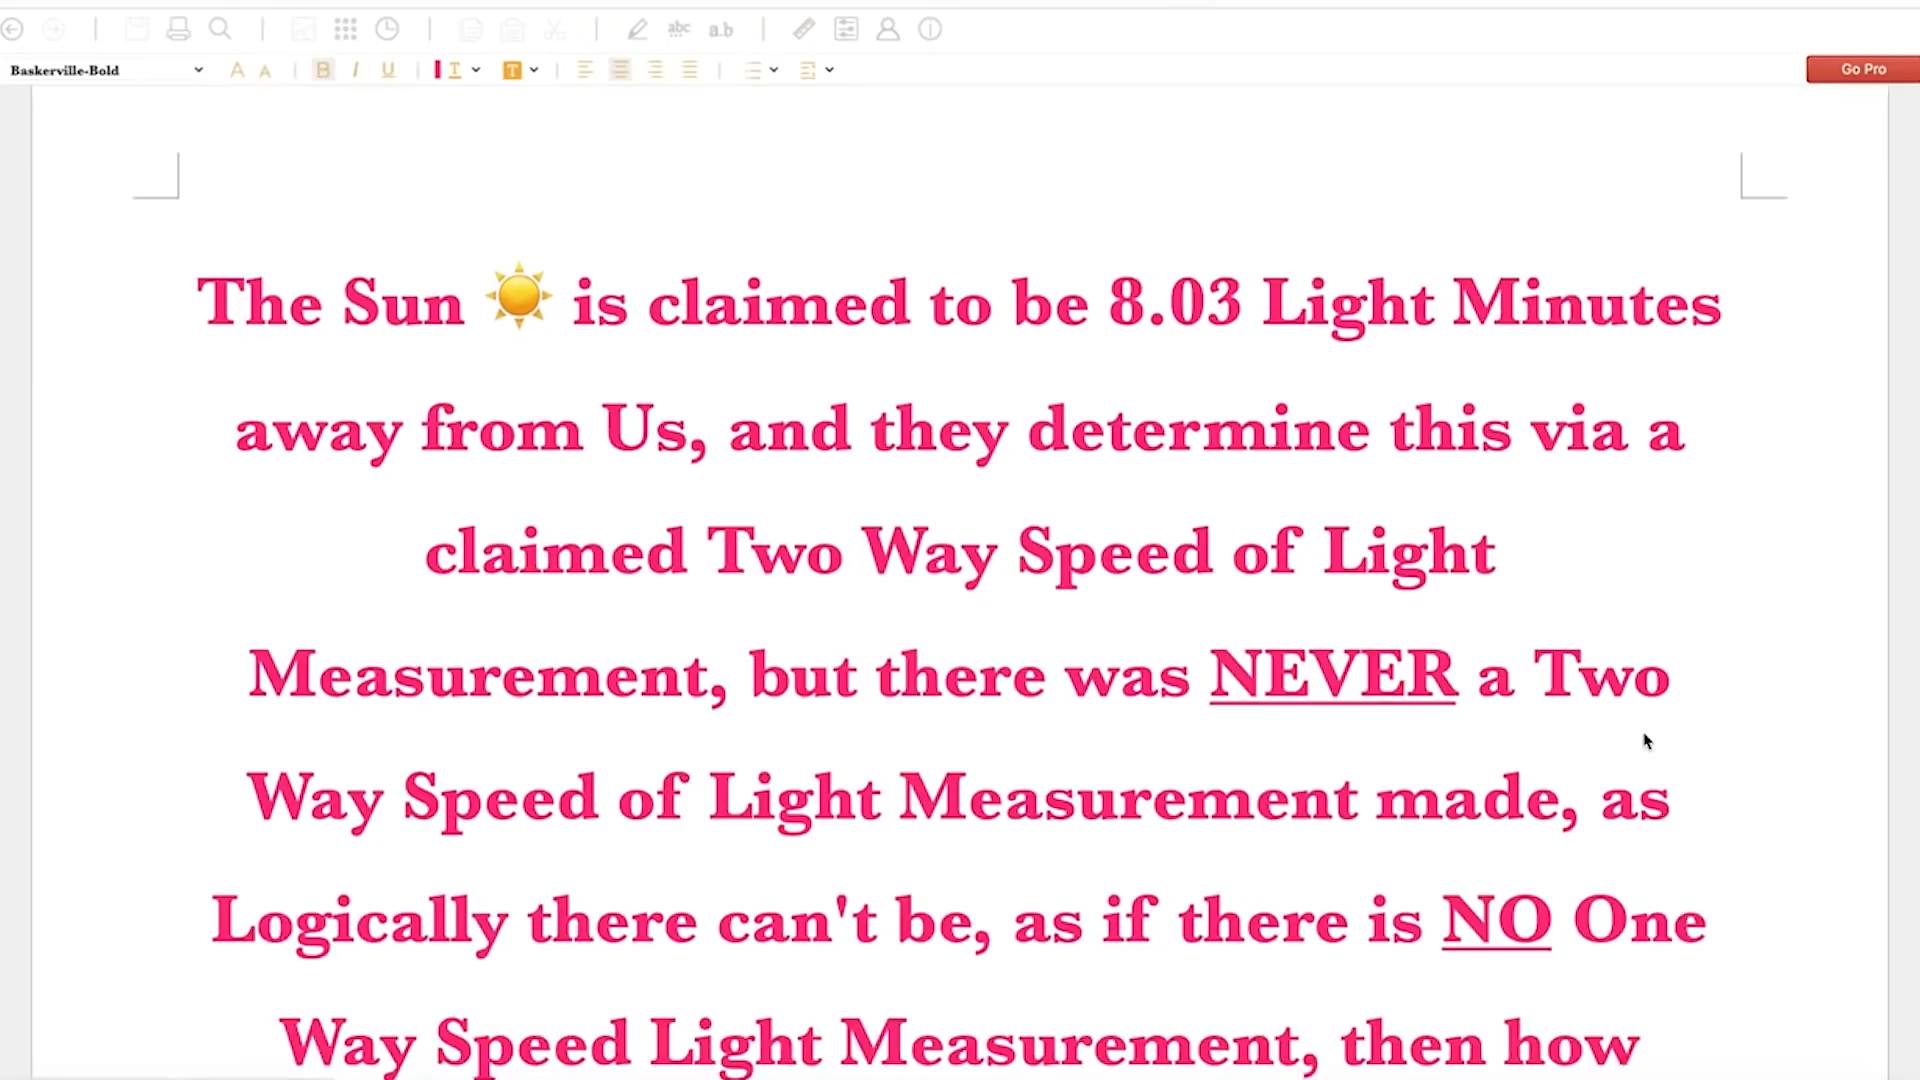 abc
a.b
Baskerville-Bold
A A B I U T T
Go Pro
The Sun ☀️ is claimed to be 8.03 Light Minutes
away from Us, and they determine this via a
claimed Two Way Speed of Light
Measurement, but there was NEVER a Two
Way Speed of Light Measurement made, as
Logically there can't be, as if there is NO One
Way Speed Light Measurement, then how